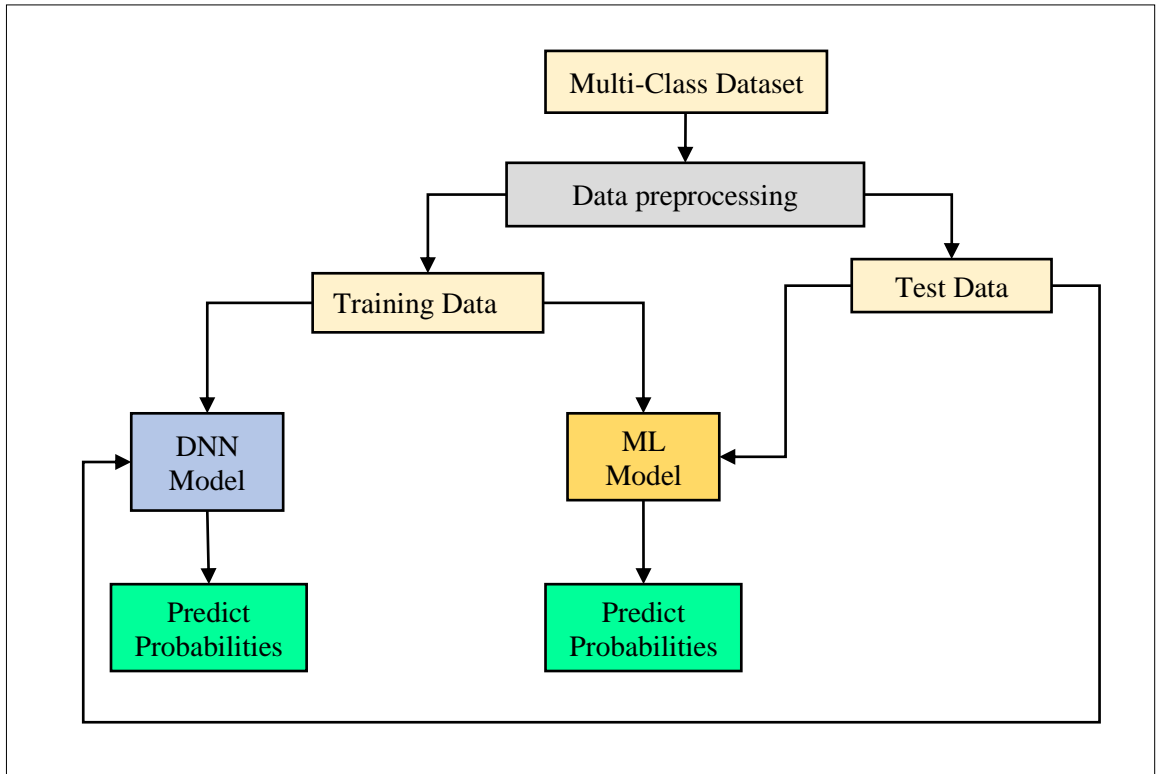 Multi-Class Dataset
Data preprocessing
Training Data
Test Data
DNN
Model
ML
Model
Predict
Probabilities
Predict
Probabilities